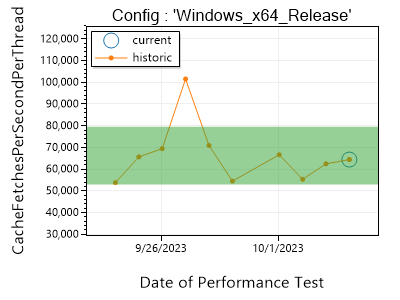 Config : 'Windows_x64_Release'
current
historic
CacheFetchesPerSecondPerThread
120,000
110,000
100,000
90,000
80,000
70,000
60,000
50,000
40,000
30,000
9/26/2023
10/1/2023
Date of Performance Test